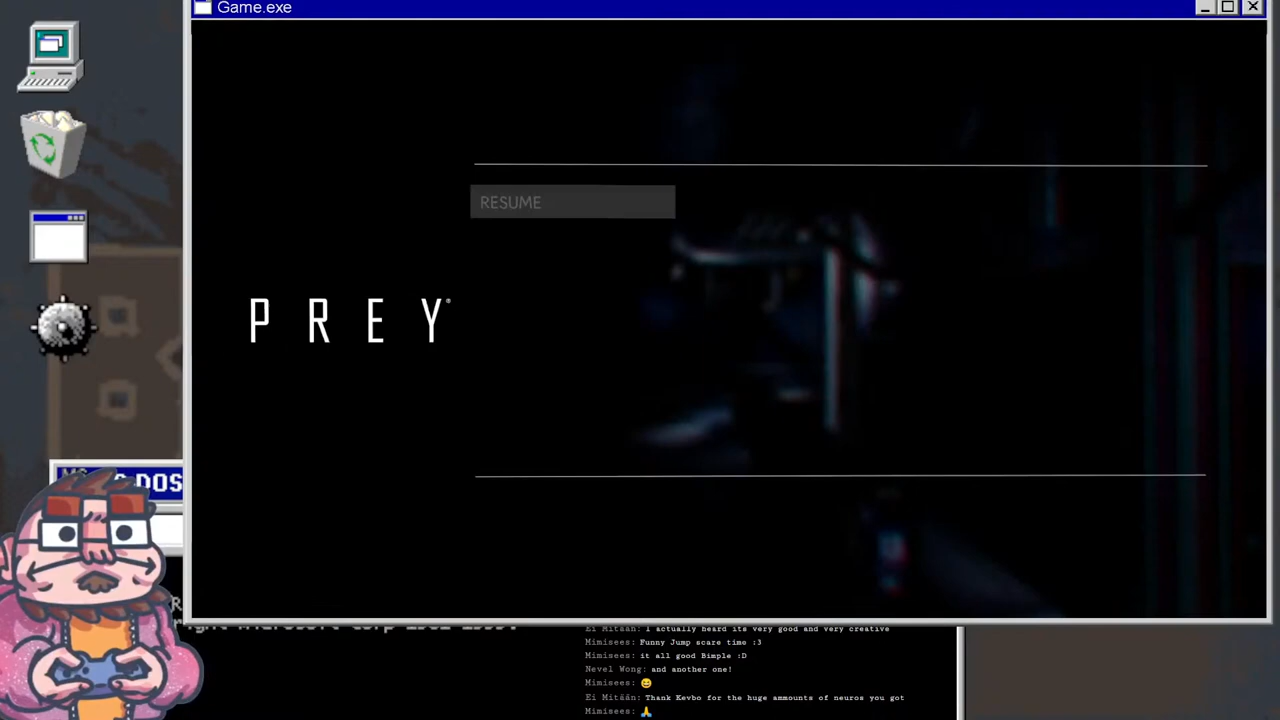 Game.exe
RESUME
PREY®
DOS
Microsoft Corp
Ei Mitään: I actually heard its very good and very creative
Mimisees: Funny Jump scare time :3
Mimisees: it all good Bimple :D
Nevel Wong: and another one!
Mimisees: 😄
Ei Mitään: Thank Kevbo for the huge ammounts of neuros you got
Mimisees: 🙏